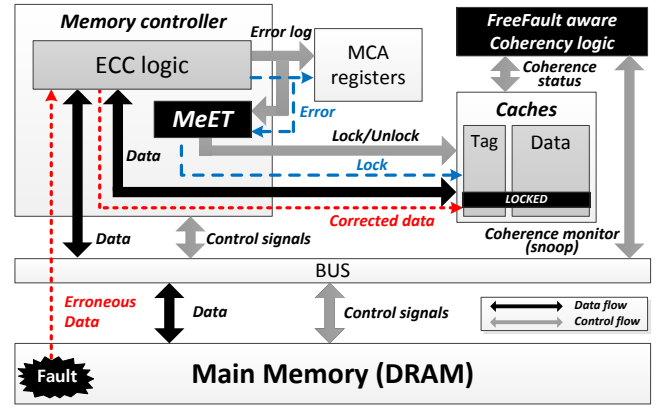 Memory controller
Error log
ECC logic
MCA
registers
FreeFault aware
Coherency logic
Coherence
status
MeET
Error
Caches
Lock/Unlock
Tag
Data
Data
Lock
LOCKED
Corrected data
Data
Control signals
Coherence monitor
(snoop)
BUS
Erroneous
Data
Data
Control signals
Data flow
Control flow
Fault
Main Memory (DRAM)